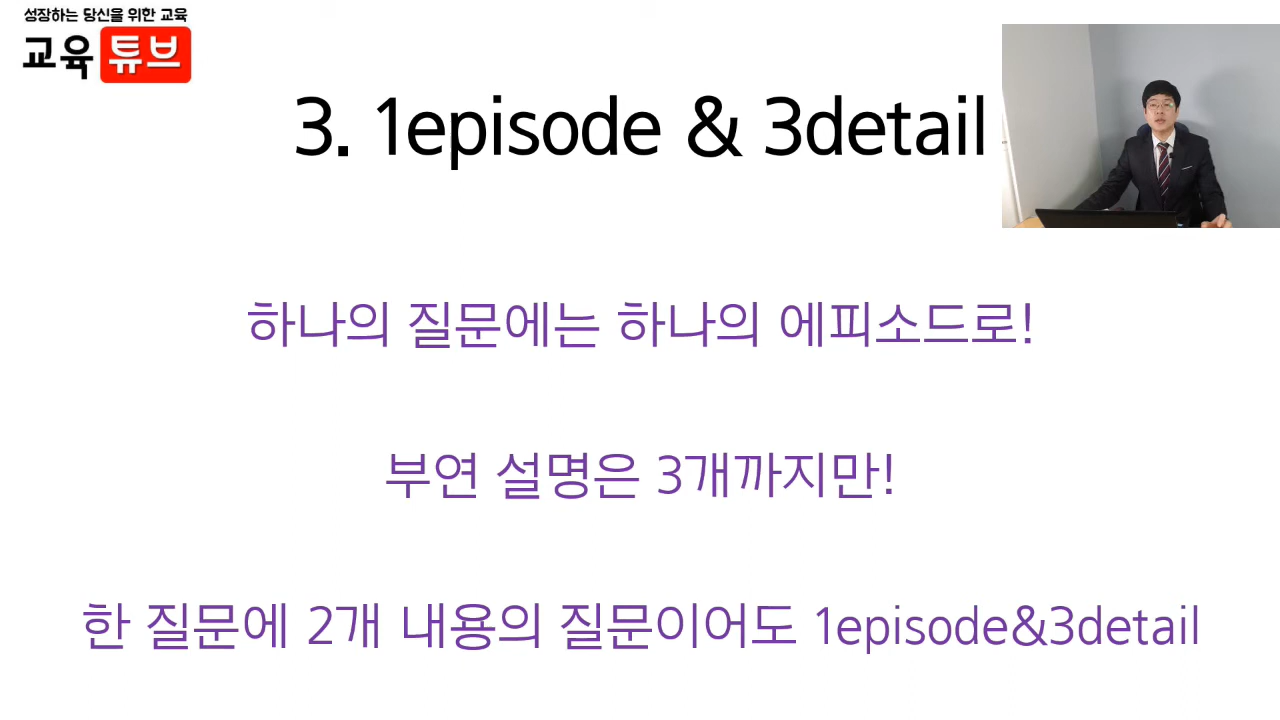 성장하는 당신을 위한 교육
교육 튜브
3. 1episode & 3detail
하나의 질문에는 하나의 에피소드로!
부연 설명은 3개까지만!
한 질문에 2개 내용의 질문이어도 1episode&3detail